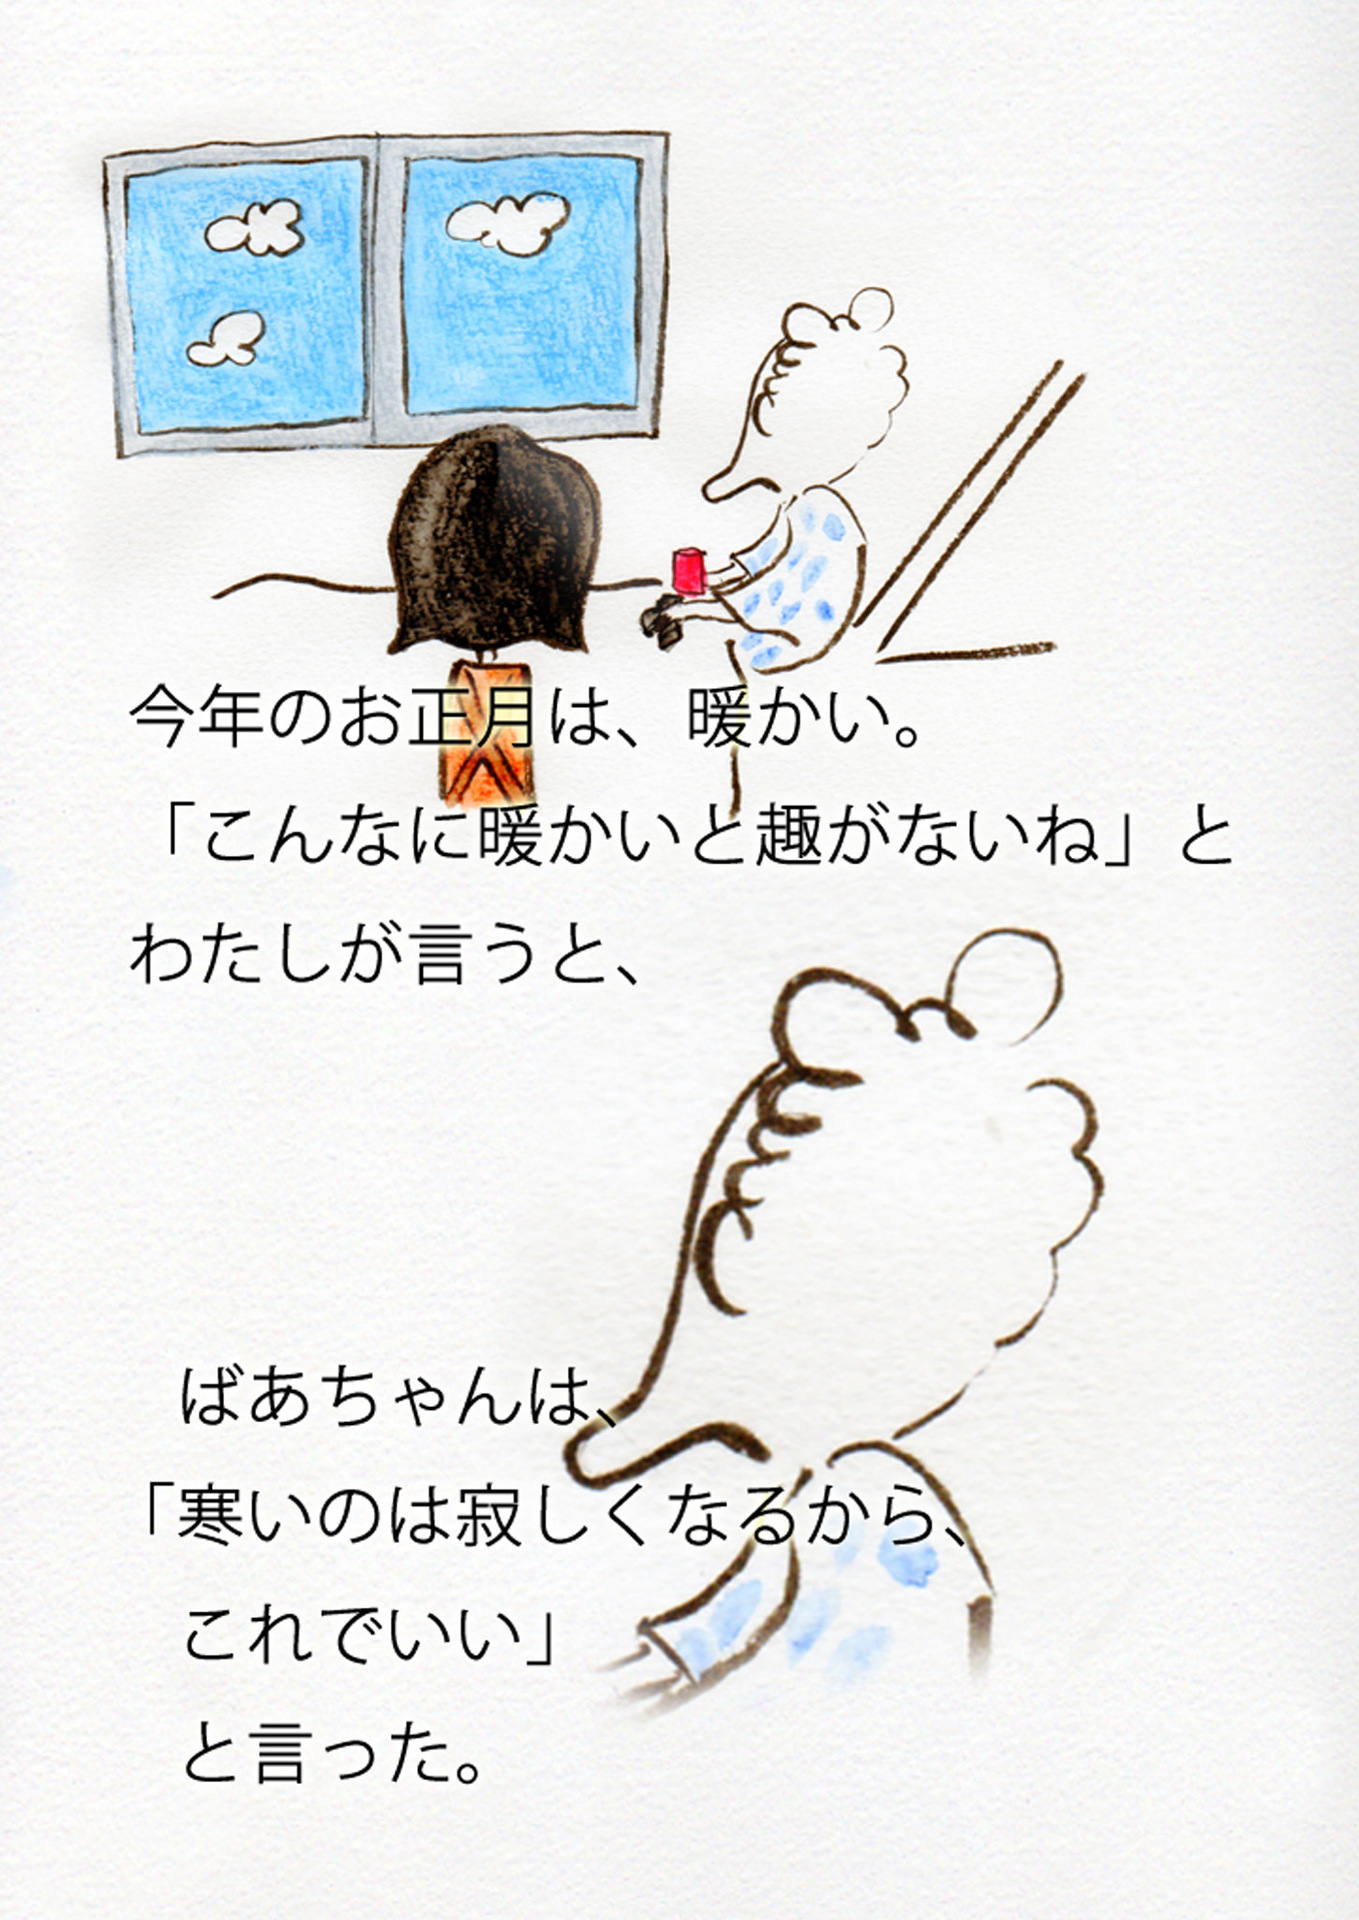 今年のお正月は、暖かい。
「こんなに暖かいと趣がないね」と
わたしが言うと、
ばあちゃんは、
「寒いのは寂しくなるから、
これでいい」
と言った。